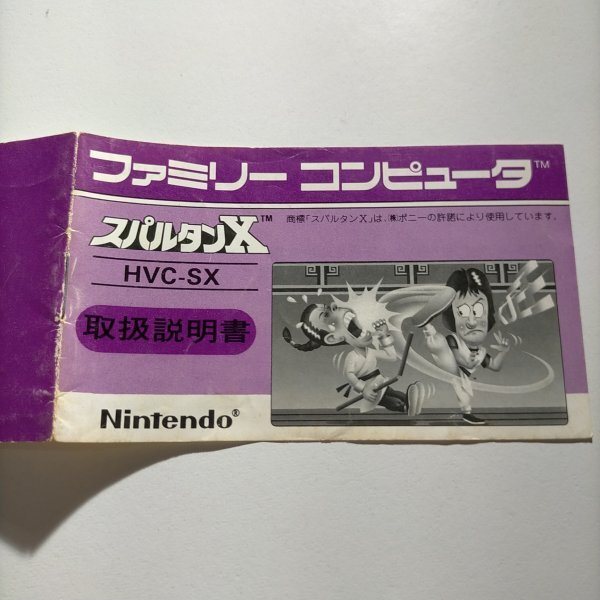 ファミリー コンピュータ™
スパルタンX™
商標「スパルタンX」は、㈱ポニーの許諾により使用しています。
HVC-SX
取扱説明書
Nintendo®